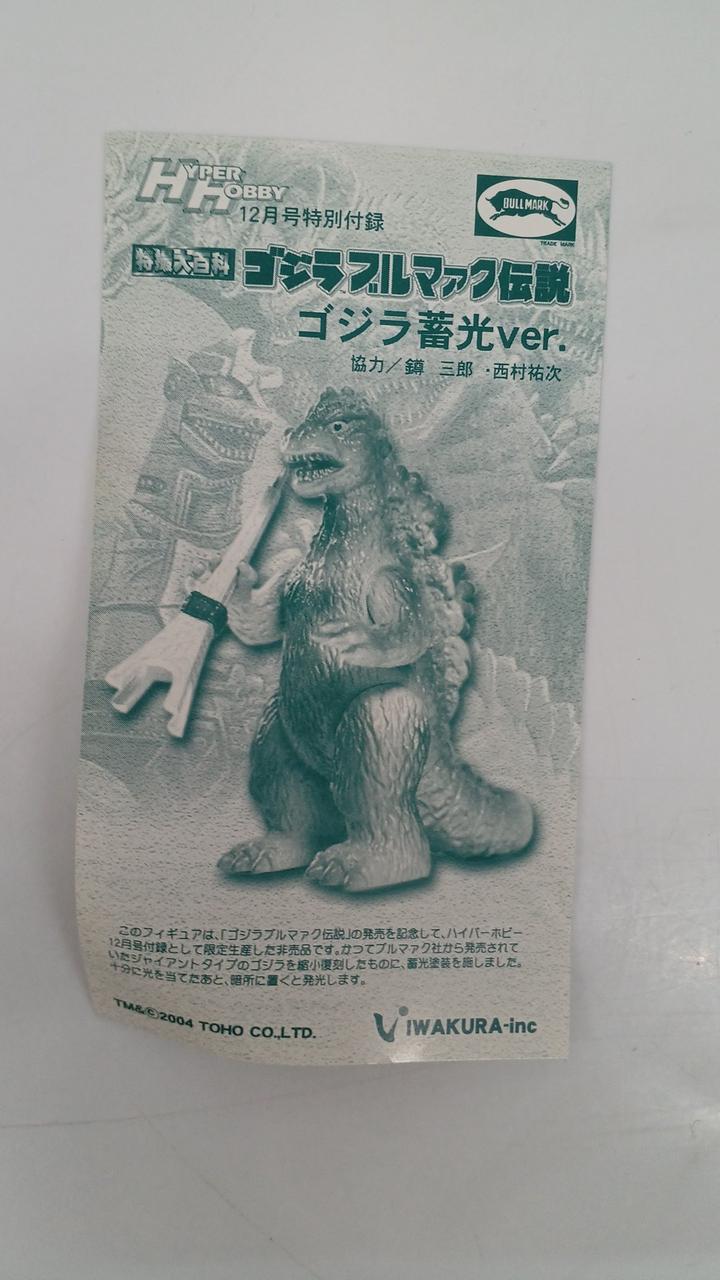 HYPER HOBBY
12月号特別付録
BULLMARK
TRADE MARK
特撮大百科 ゴジラブルマァク伝説
ゴジラ蓄光ver.
協力／鐏 三郎 ・西村祐次
このフィギュアは、「ゴジラブルマァク伝説」の発売を記念して、ハイパーホビー
12月号付録として限定生産した非売品です。かつてブルマァク社から発売されて
いたジャイアントタイプのゴジラを縮小復刻したものに、蓄光塗装を施しました。
十分に光を当てたあと、暗所に置くと発光します。
TM&©2004 TOHO CO.,LTD.
IWAKURA-inc